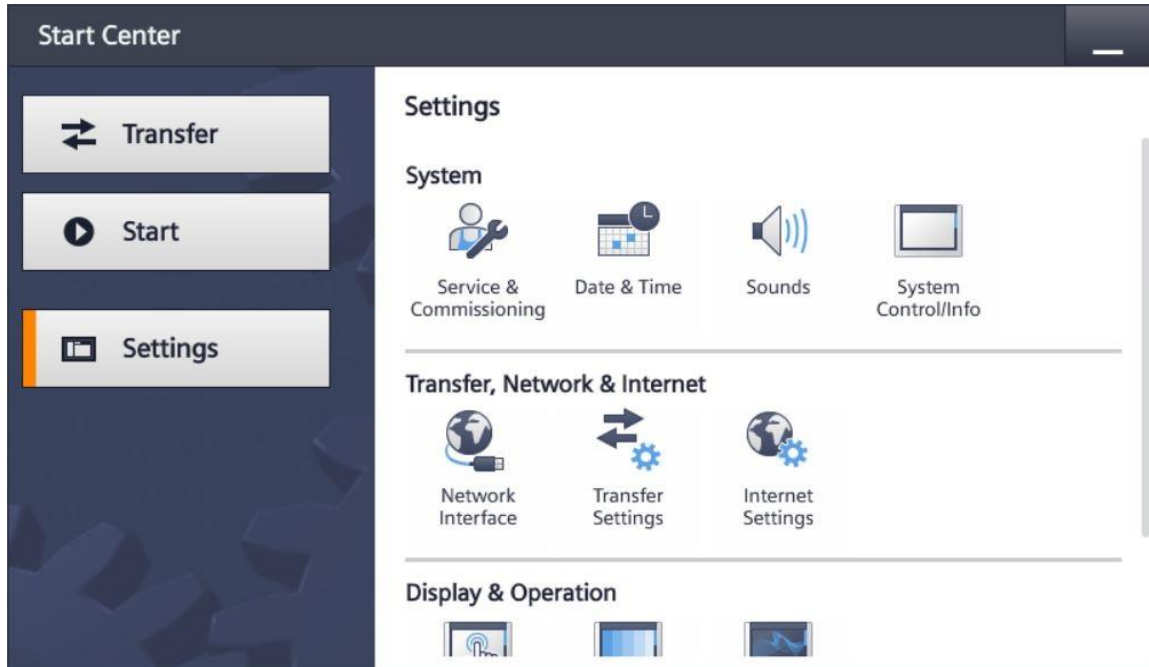 Start Center
Transfer
Start
Settings
Settings
System
Service &
Commissioning
Date & Time
Sounds
System
Control/Info
Transfer, Network & Internet
Network
Interface
Transfer
Settings
Internet
Settings
Display & Operation